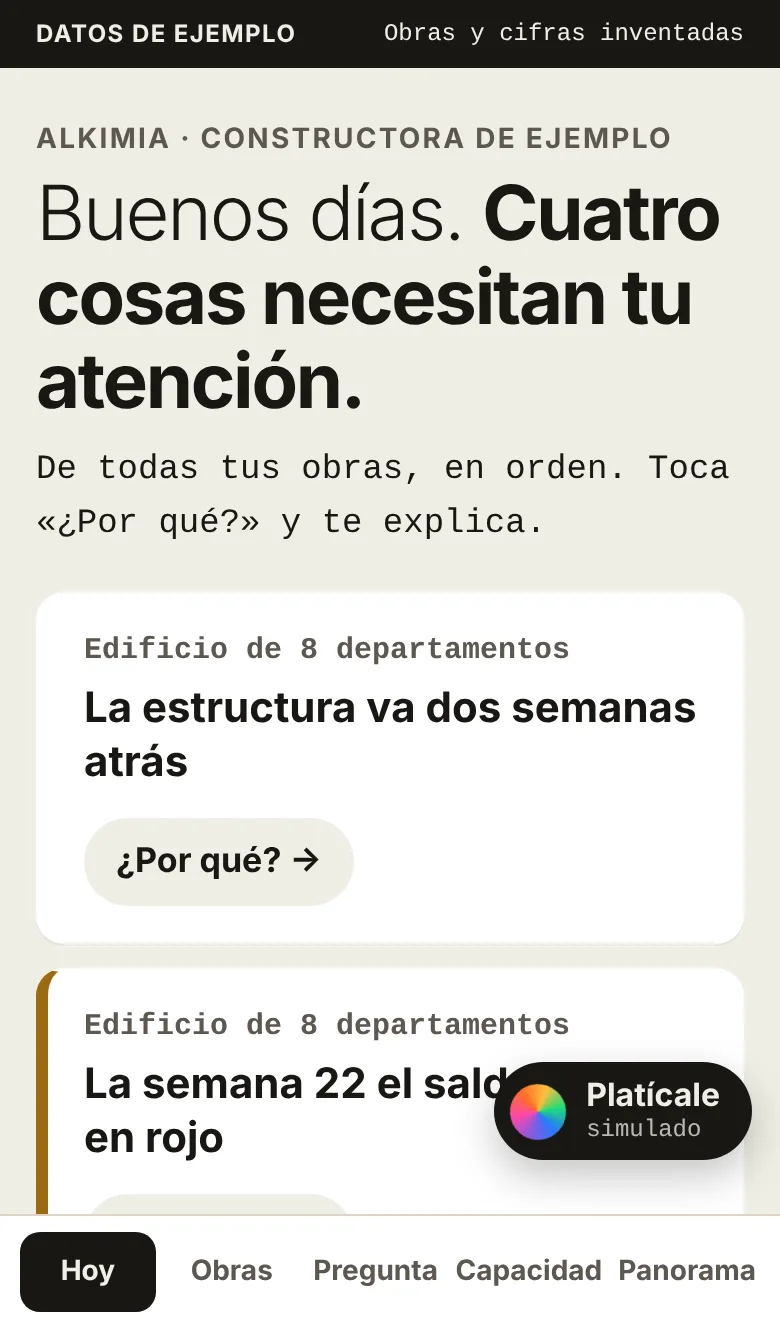 DATOS DE EJEMPLO
Obras y cifras inventadas
ALKIMIA · CONSTRUCTORA DE EJEMPLO
Buenos días. Cuatro
cosas necesitan tu
atención.
De todas tus obras, en orden. Toca
«¿Por qué?» y te explica.
Edificio de 8 departamentos
La estructura va dos semanas
atrás
¿Por qué? →
Edificio de 8 departamentos
La semana 22 el
en rojo
Platícale
simulado
Hoy
Obras
Pregunta
Capacidad
Panorama